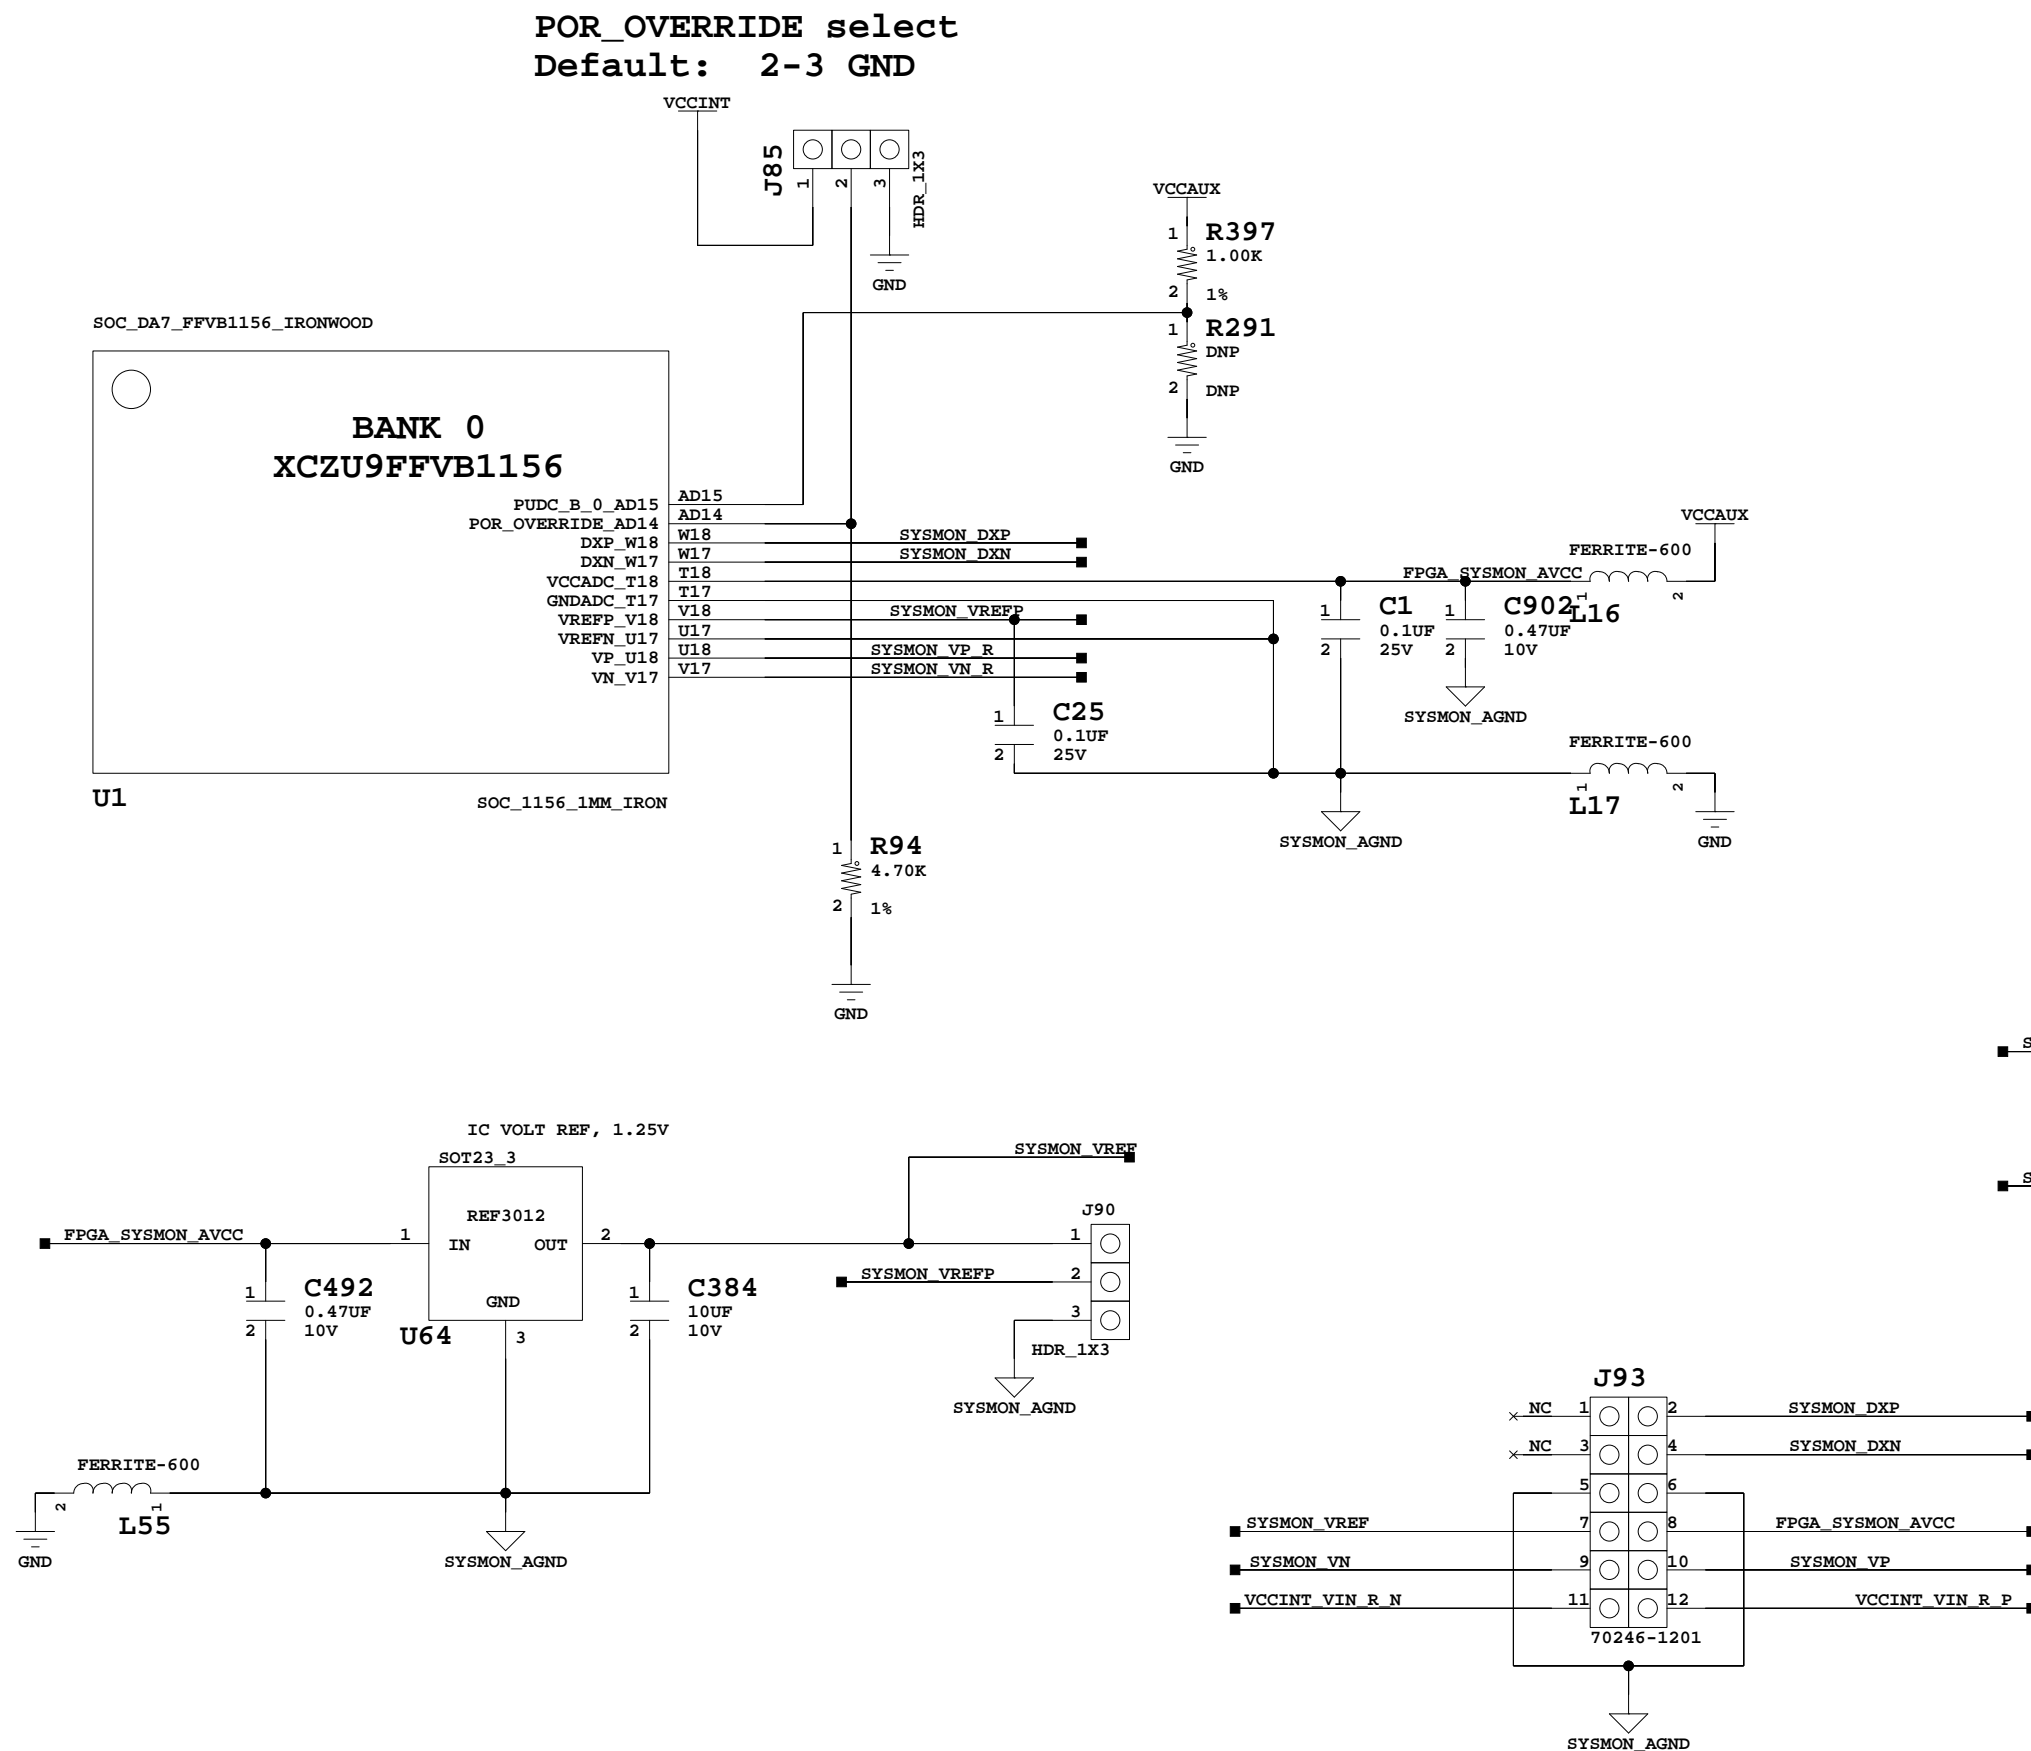 POR_OVERRIDE select
Default: 2-3 GND
VCCINT
J85
1
2
3
HDR_1X3
GND
VCCAUX
1
R397
1.00K
2
1%
1
R291
DNP
2
DNP
GND
SOC_DA7_FFVB1156_IRONWOOD
BANK 0
XCZU9FFVB1156
PUDC_B_0_AD15 AD15
POR_OVERRIDE_AD14 AD14
DXP_W18 W18 SYSMON_DXP
DXN_W17 W17 SYSMON_DXN
VCCADC_T18 T18
GNDADC_T17 T17
VREFP_V18 V18 SYSMON_VREFP
VREFN_U17 U17
VP_U18 U18 SYSMON_VP_R
VN_V17 V17 SYSMON_VN_R
U1
SOC_1156_1MM_IRON
VCCAUX
FERRITE-600
FPGA_SYSMON_AVCC
1
2
L16
1
C1
0.1UF
2
25V
1
C902
0.47UF
2
10V
SYSMON_AGND
1
C25
0.1UF
2
25V
FERRITE-600
1
2
L17
SYSMON_AGND
GND
1
R94
4.70K
2
1%
GND
S
S
IC VOLT REF, 1.25V
SOT23_3
REF3012
IN
OUT
GND
1
2
3
U64
FPGA_SYSMON_AVCC
1
C492
0.47UF
2
10V
1
C384
10UF
2
10V
SYSMON_VREF
J90
1
2
3
SYSMON_VREFP
HDR_1X3
SYSMON_AGND
FERRITE-600
2
1
L55
GND
SYSMON_AGND
J93
NC 1 2 SYSMON_DXP
NC 3 4 SYSMON_DXN
5 6
SYSMON_VREF 7 8 FPGA_SYSMON_AVCC
SYSMON_VN 9 10 SYSMON_VP
VCCINT_VIN_R_N 11 12 VCCINT_VIN_R_P
70246-1201
SYSMON_AGND